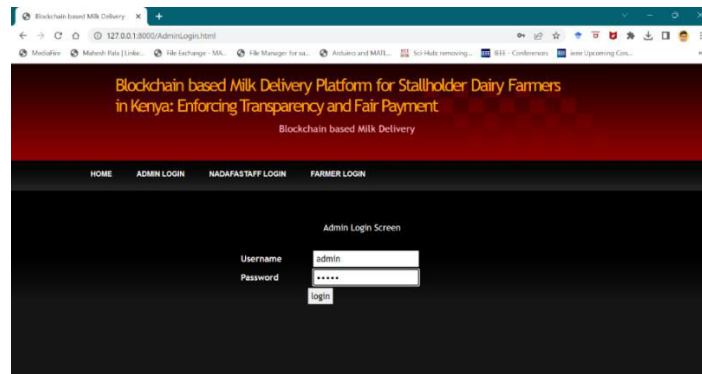 Blockchain based Milk Delivery
127.0.0.1:8000/AdminLogin.html
MediaFire Mahesh Pala | Linke... File Exchange - MA... File Manager for sa... Arduino and MATL... Sci-Hub: removing... IEEE - Conferences ieee Upcoming Con...
Blockchain based Milk Delivery Platform for Stallholder Dairy Farmers
in Kenya: Enforcing Transparency and Fair Payment
Blockchain based Milk Delivery
HOME ADMIN LOGIN NADAFASTAFF LOGIN FARMER LOGIN
Admin Login Screen
Username admin
Password •••••
login